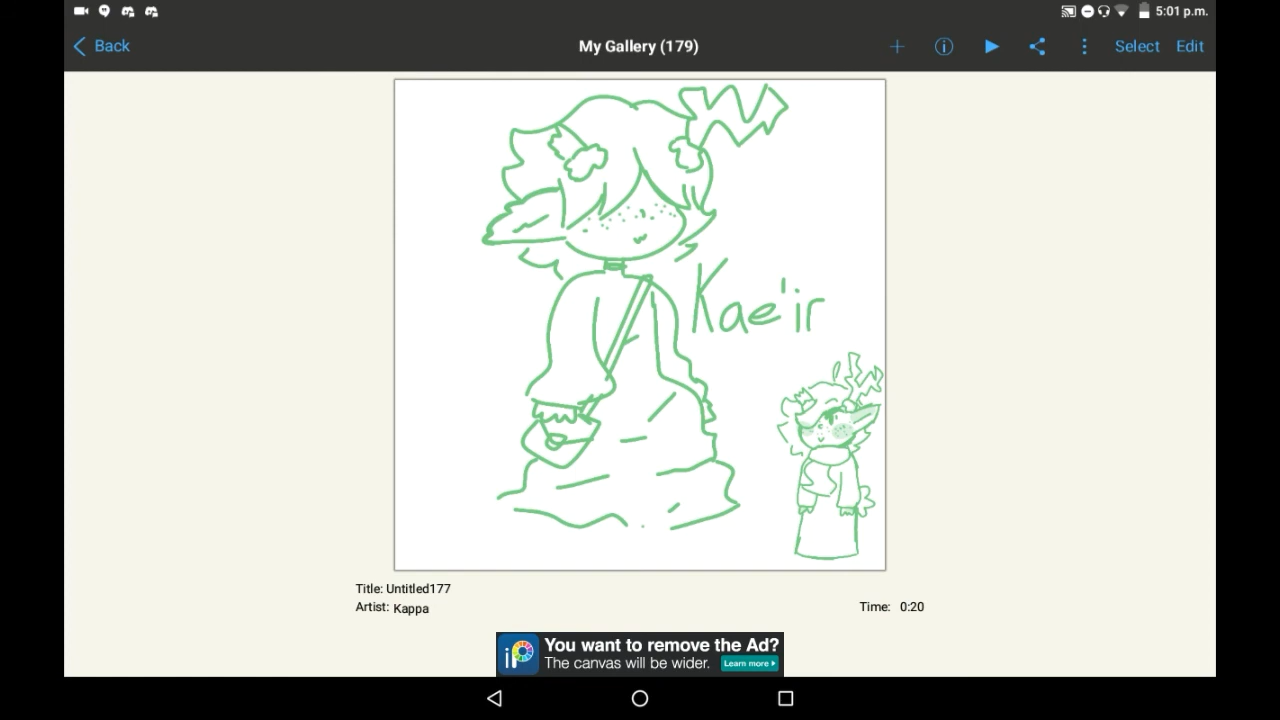 5:01 p.m.
Back
My Gallery (179)
Select
Edit
Kae'ir
Title: Untitled177
Artist: Kappa
Time: 0:20
iP
You want to remove the Ad?
The canvas will be wider.
Learn more